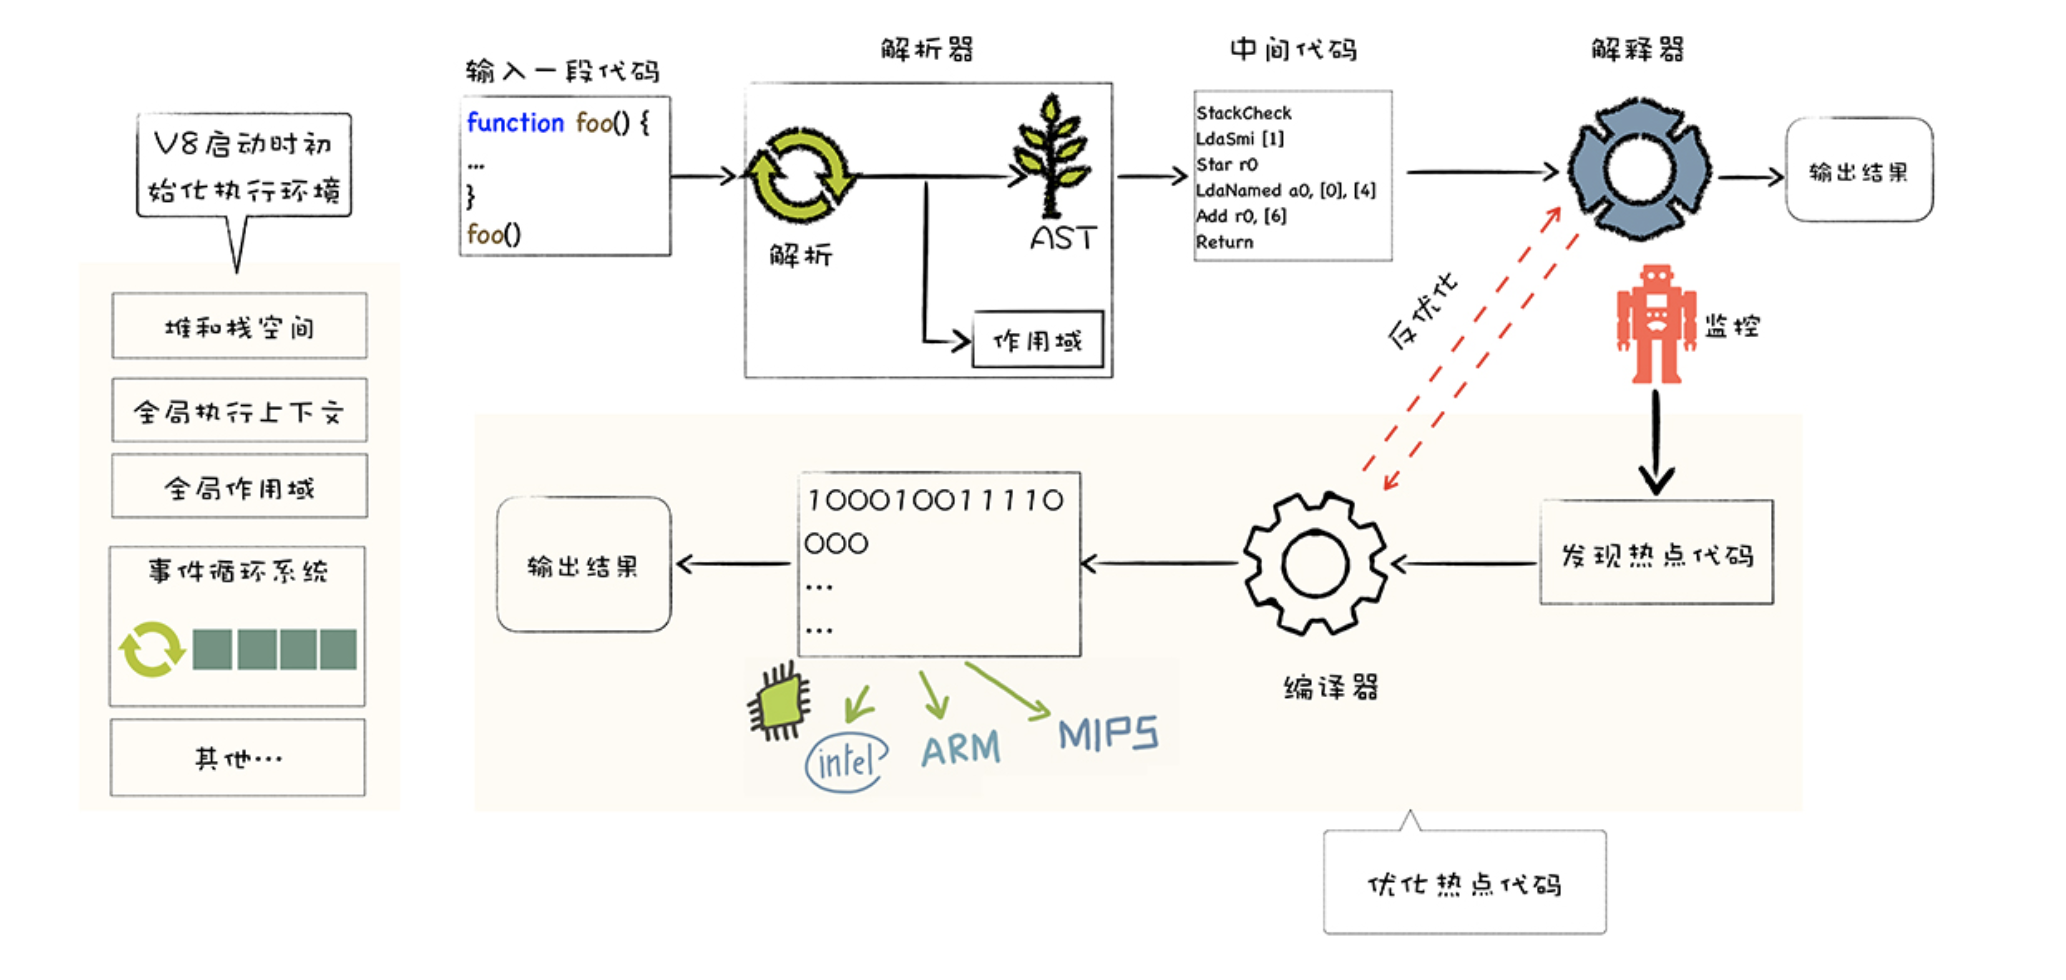 V8启动时初
始化执行环境
堆和栈空间
全局执行上下文
全局作用域
事件循环系统
其他…
输入一段代码
function foo() {
...
}
foo()
解析器
解析
AST
作用域
中间代码
StackCheck
LdaSmi [1]
Star r0
LdaNamed a0, [0], [4]
Add r0, [6]
Return
解释器
输出结果
反优化
监控
发现热点代码
编译器
10001001111O
000
...
...
输出结果
intel
ARM
MIPS
优化热点代码